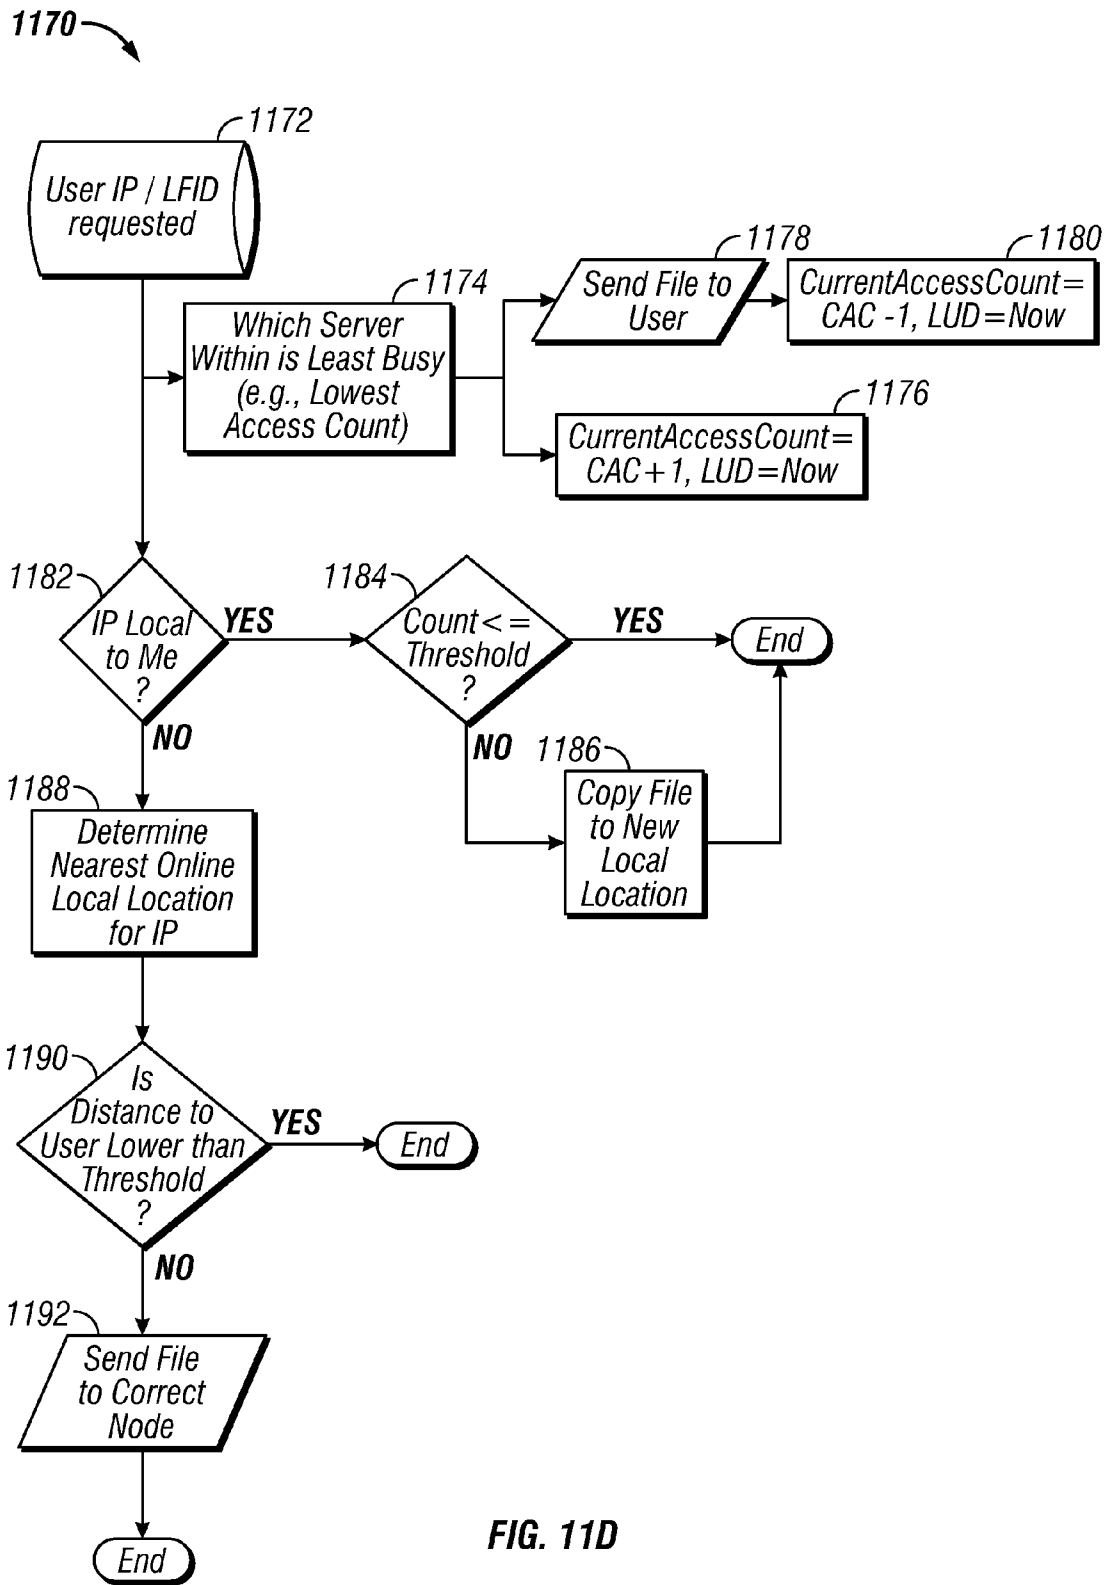 1170
1172
User IP / LFID
requested
1174
Which Server
Within is Least Busy
(e.g., Lowest
Access Count)
1178
Send File to
User
1180
CurrentAccessCount=
CAC -1, LUD=Now
1176
CurrentAccessCount=
CAC+1, LUD=Now
1182
IP Local
to Me
?
YES
NO
1184
Count<=
Threshold
?
YES
End
NO
1186
Copy File
to New
Local
Location
1188
Determine
Nearest Online
Local Location
for IP
1190
Is
Distance to
User Lower than
Threshold
?
YES
End
NO
1192
Send File
to Correct
Node
End
FIG. 11D